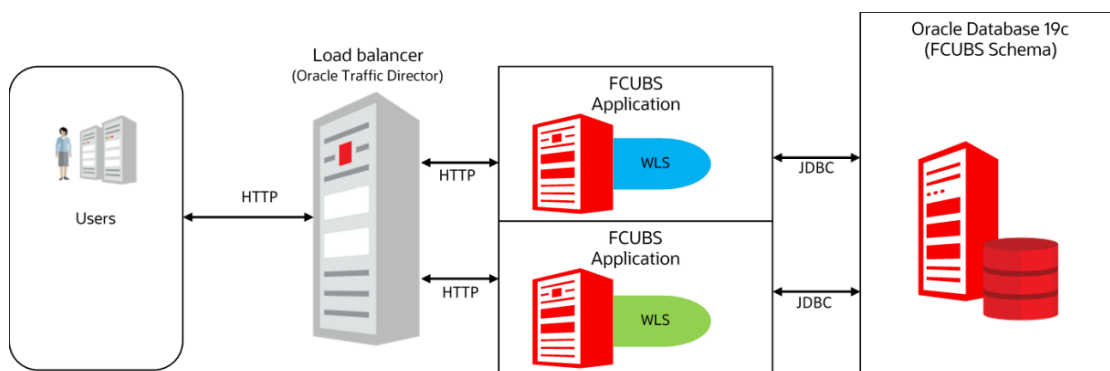 Users
HTTP
Load balancer
(Oracle Traffic Director)
HTTP
HTTP
FCUBS
Application
WLS
FCUBS
Application
WLS
JDBC
JDBC
Oracle Database 19c
(FCUBS Schema)